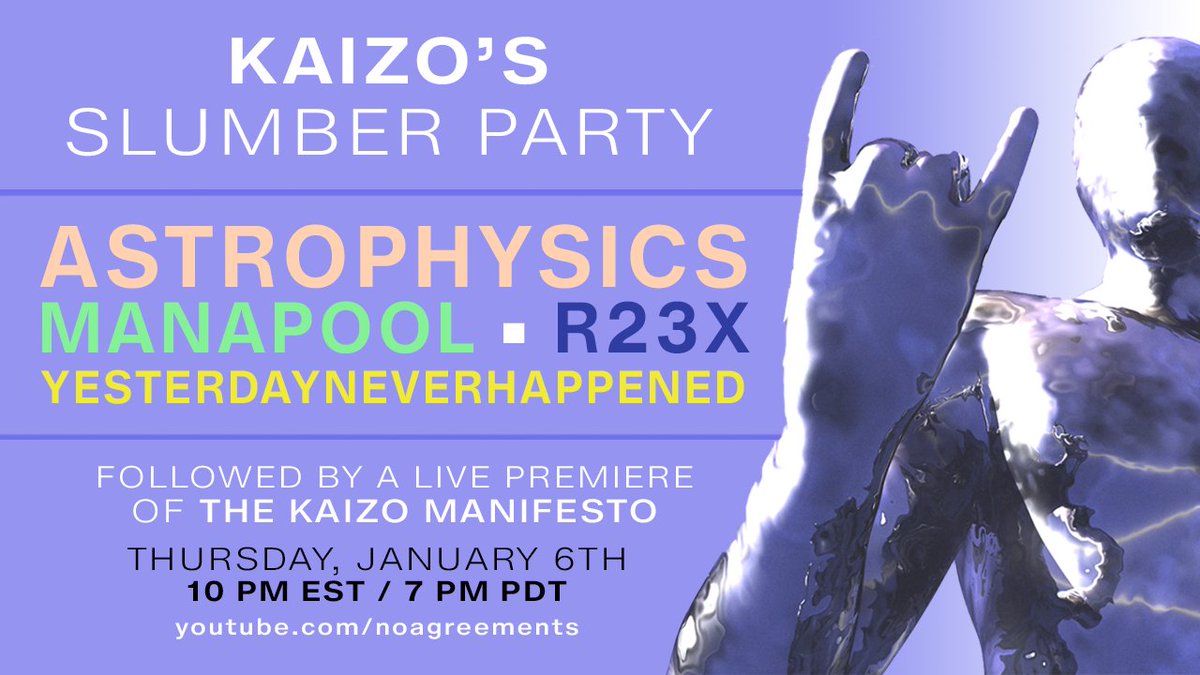 KAIZO'S
SLUMBER PARTY
ASTROPHYSICS
MANAPOOL ▪ R23X
YESTERDAYNEVERHAPPENED
FOLLOWED BY A LIVE PREMIERE
OF THE KAIZO MANIFESTO
THURSDAY, JANUARY 6TH
10 PM EST / 7 PM PDT
youtube.com/noagreements